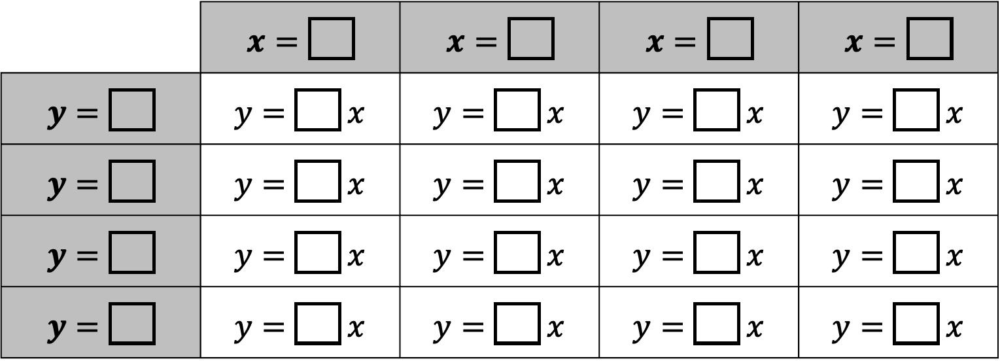 x = □ x = □ x = □ x = □
y = □ y = □ x y = □ x y = □ x y = □ x
y = □ y = □ x y = □ x y = □ x y = □ x
y = □ y = □ x y = □ x y = □ x y = □ x
y = □ y = □ x y = □ x y = □ x y = □ x